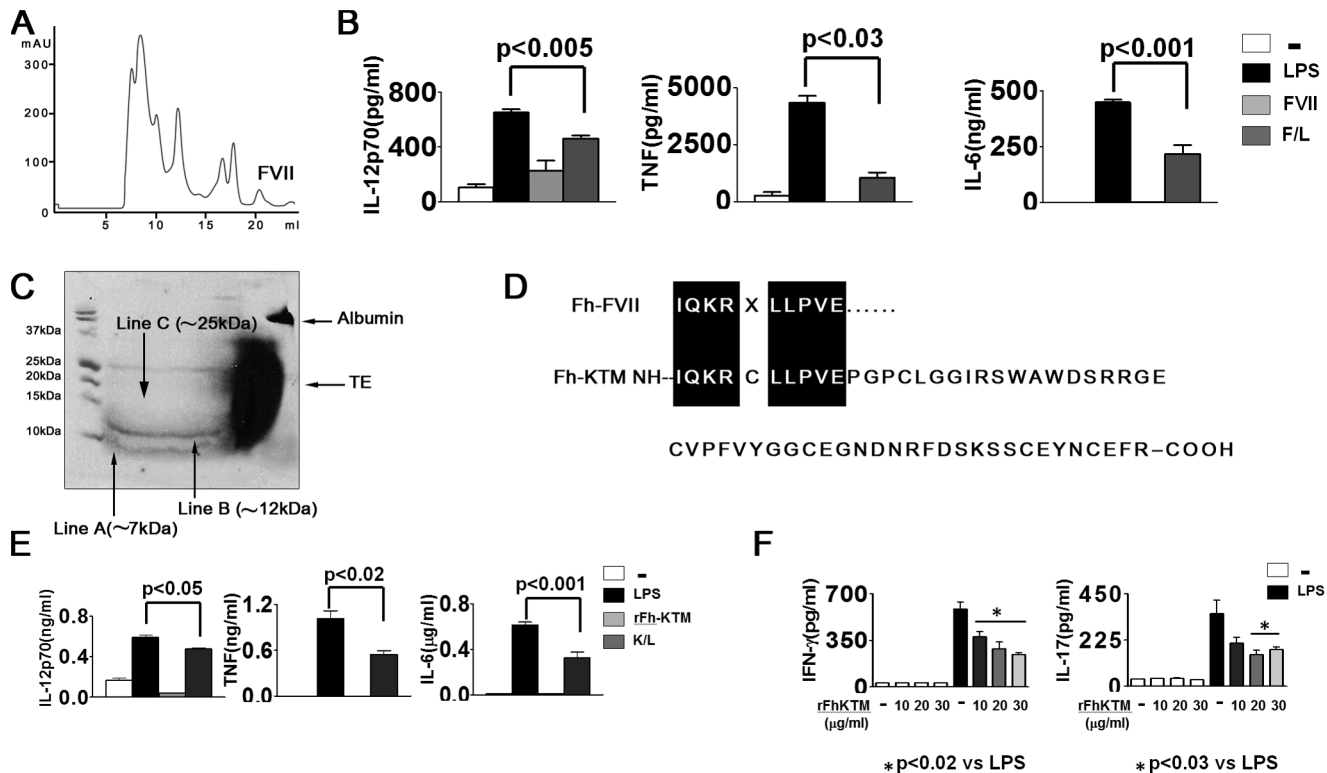 A
mAU
300
200
100
0
5 10 15 20 ml
FVII
B
p<0.005
IL-12p70(pg/ml)
800
400
0
p<0.03
TNF(pg/ml)
5000
2500
0
p<0.001
IL-6(ng/ml)
500
250
0
-
LPS
FVII
F/L
C
37kDa
25kDa
20kDa
15kDa
10kDa
Line C (~25kDa)
Albumin
TE
Line B (~12kDa)
Line A(~7kDa)
D
Fh-FVII IQKR X LLPVE......
Fh-KTM NH--IQKR C LLPVEPGPCLGGIRSWAWDSRRGE
CVPFVYGGCEGNDNRFDSKSSCEYNCEFR–COOH
E
p<0.05
IL-12p70(ng/ml)
0.8
0.4
0.0
p<0.02
TNF(ng/ml)
1.2
0.6
0.0
p<0.001
IL-6(µg/ml)
0.8
0.4
0.0
-
LPS
rFh-KTM
K/L
F
IFN-γ(pg/ml)
700
350
0
*
rFhKTM - 10 20 30 - 10 20 30
(µg/ml)
*p<0.02 vs LPS
IL-17(pg/ml)
450
225
0
*
-
LPS
rFhKTM - 10 20 30 - 10 20 30
(µg/ml)
*p<0.03 vs LPS